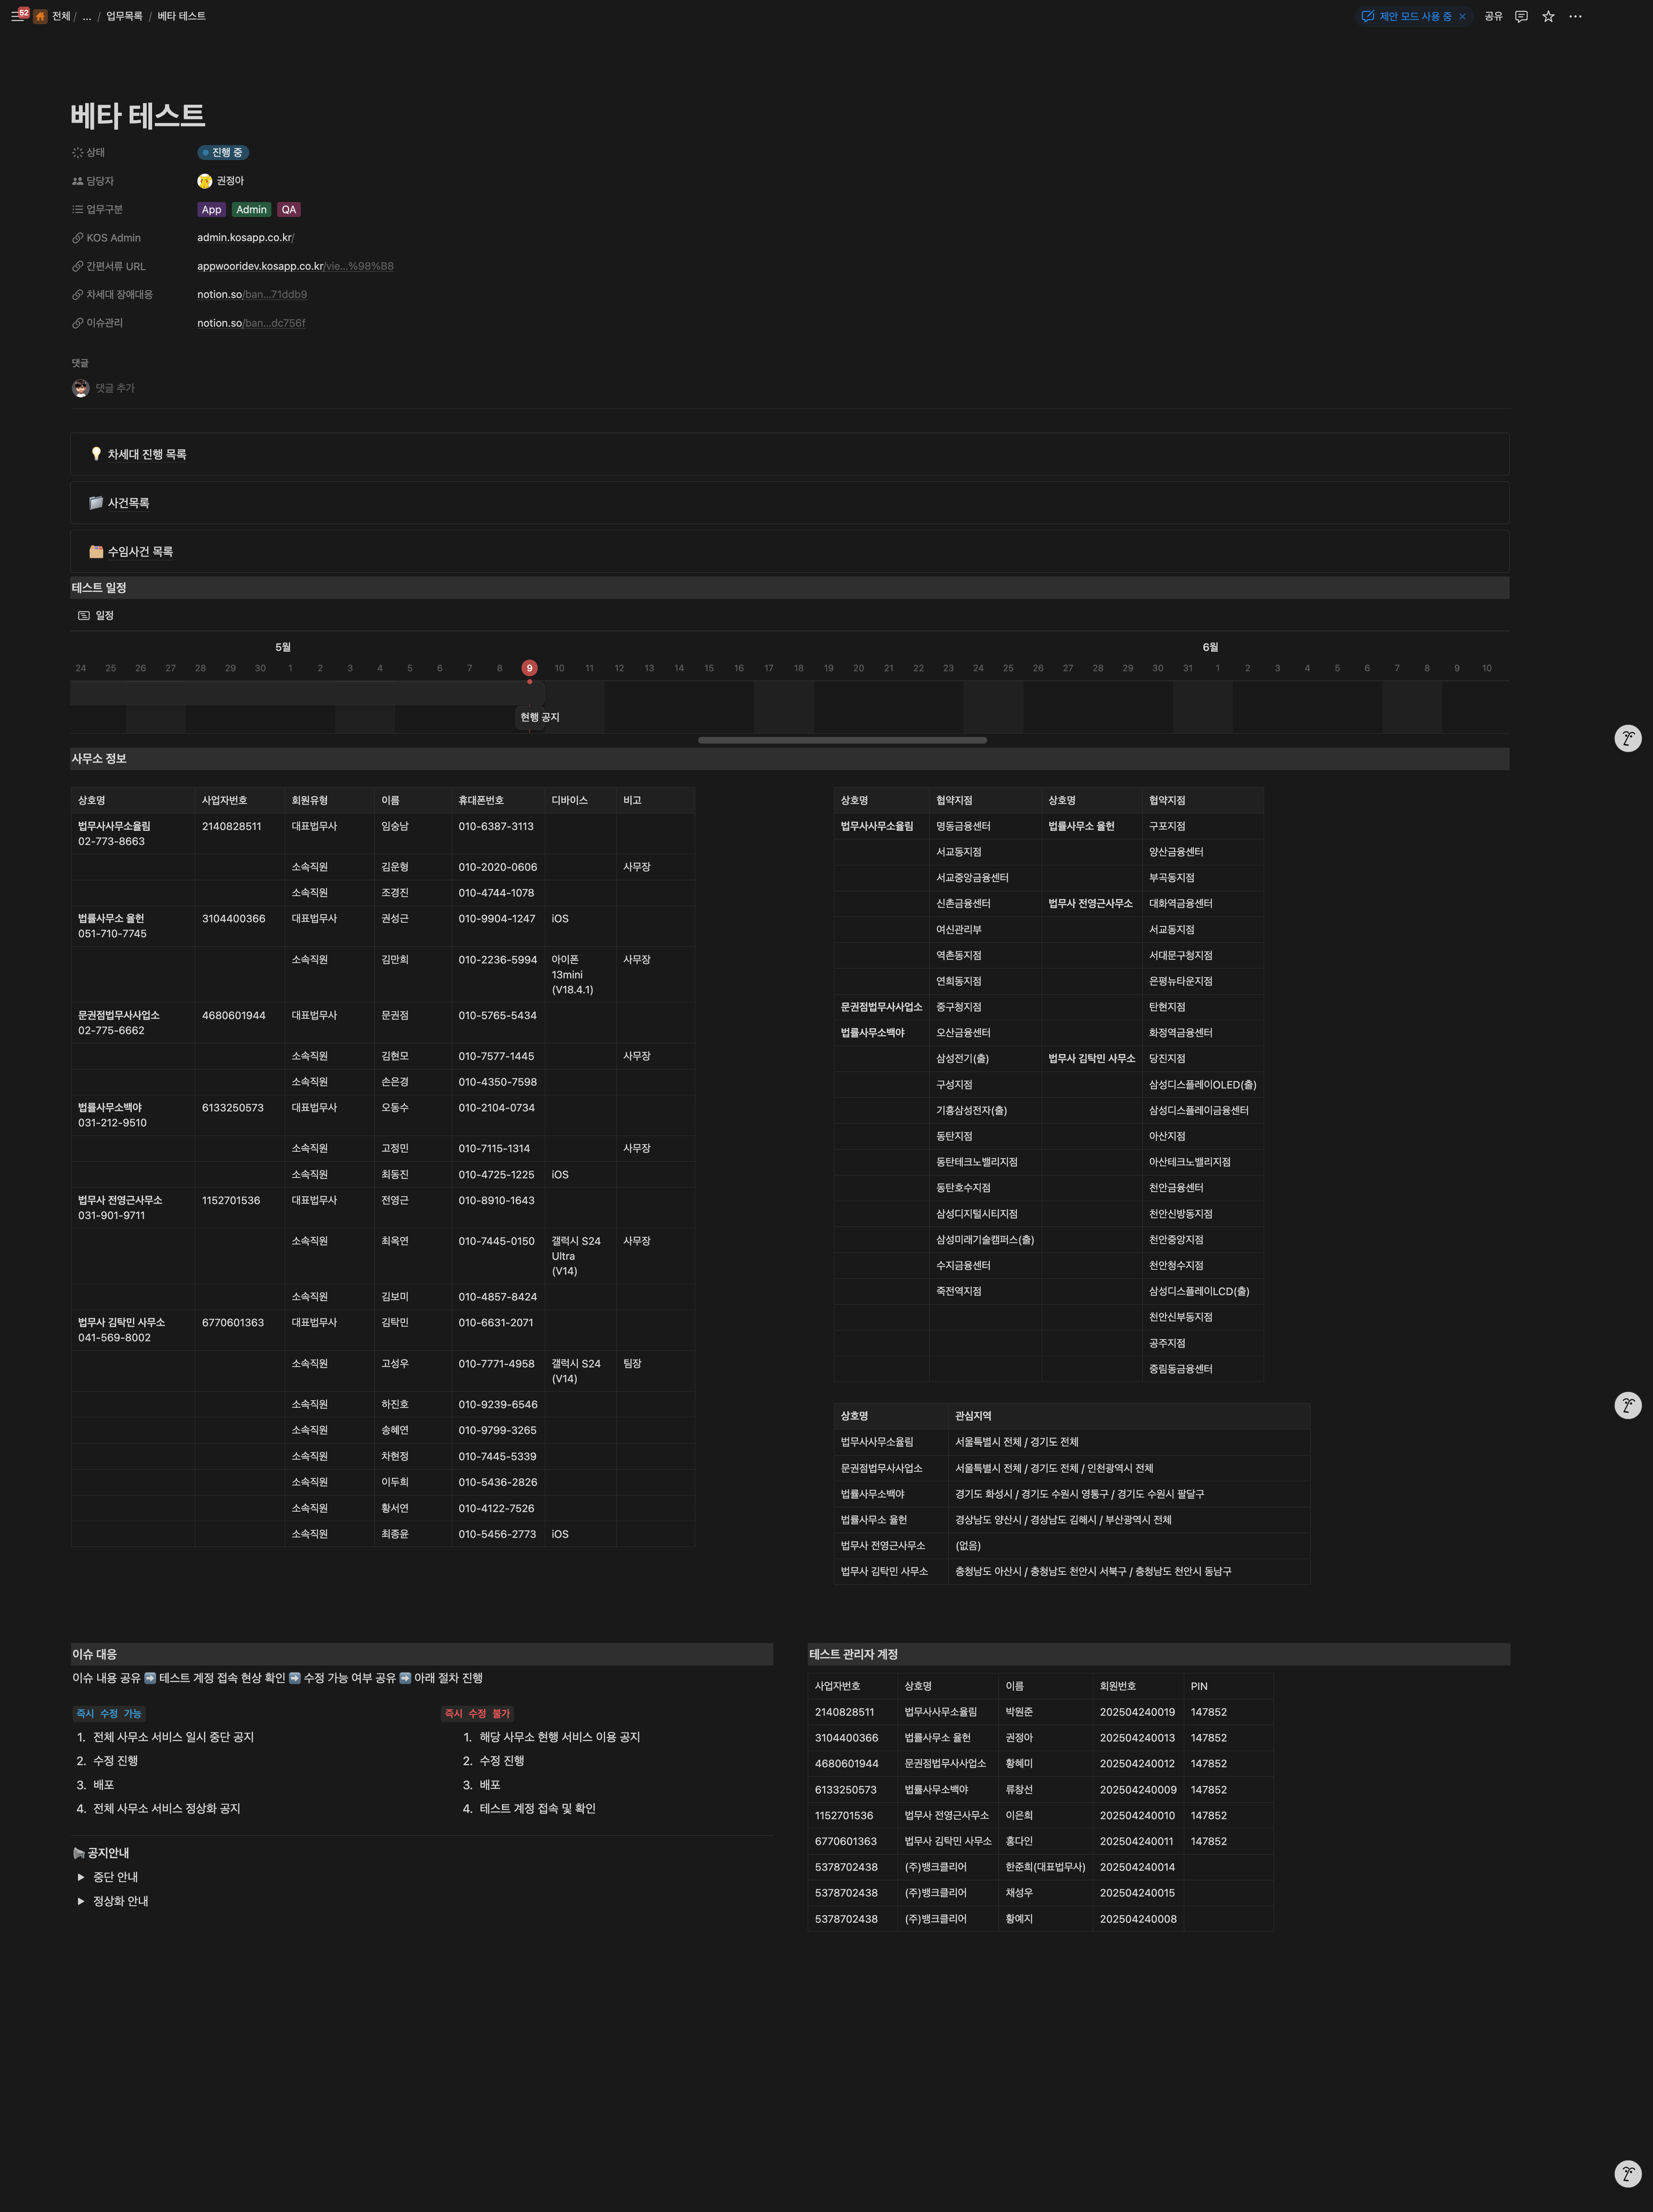 52
전체 / ... / 업무목록 / 베타 테스트
제안 모드 사용 중 × 공유
베타 테스트
상태 진행 중
담당자 권정아
업무구분 App Admin QA
KOS Admin admin.kosapp.co.kr/
간편서류 URL appwooridev.kosapp.co.kr/vie...%98%B8
차세대 장애대응 notion.so/ban...71ddb9
이슈관리 notion.so/ban...dc756f
댓글
댓글 추가
차세대 진행 목록
사건목록
수임사건 목록
테스트 일정
일정
5월 6월
24 25 26 27 28 29 30 1 2 3 4 5 6 7 8 9 10 11 12 13 14 15 16 17 18 19 20 21 22 23 24 25 26 27 28 29 30 31 1 2 3 4 5 6 7 8 9 10
현행 공지
사무소 정보
상호명 사업자번호 회원유형 이름 휴대폰번호 디바이스 비고
법무사사무소율림 2140828511 대표법무사 임승남 010-6387-3113
02-773-8663
소속직원 김운형 010-2020-0606 사무장
소속직원 조경진 010-4744-1078
법률사무소 율헌 3104400366 대표법무사 권성근 010-9904-1247 iOS
051-710-7745
소속직원 김만희 010-2236-5994 아이폰 사무장
13mini
(V18.4.1)
문권점법무사사업소 4680601944 대표법무사 문권점 010-5765-5434
02-775-6662
소속직원 김현모 010-7577-1445 사무장
소속직원 손은경 010-4350-7598
법률사무소백야 6133250573 대표법무사 오동수 010-2104-0734
031-212-9510
소속직원 고정민 010-7115-1314 사무장
소속직원 최동진 010-4725-1225 iOS
법무사 전영근사무소 1152701536 대표법무사 전영근 010-8910-1643
031-901-9711
소속직원 최옥연 010-7445-0150 갤럭시 S24 사무장
Ultra
(V14)
소속직원 김보미 010-4857-8424
법무사 김탁민 사무소 6770601363 대표법무사 김탁민 010-6631-2071
041-569-8002
소속직원 고성우 010-7771-4958 갤럭시 S24 팀장
(V14)
소속직원 하진호 010-9239-6546
소속직원 송혜연 010-9799-3265
소속직원 차현정 010-7445-5339
소속직원 이두희 010-5436-2826
소속직원 황서연 010-4122-7526
소속직원 최종윤 010-5456-2773 iOS
상호명 협약지점 상호명 협약지점
법무사사무소율림 명동금융센터 법률사무소 율헌 구포지점
서교동지점 양산금융센터
서교중앙금융센터 부곡동지점
신촌금융센터 법무사 전영근사무소 대화역금융센터
여신관리부 서교동지점
역촌동지점 서대문구청지점
연희동지점 은평뉴타운지점
문권점법무사사업소 중구청지점 탄현지점
법률사무소백야 오산금융센터 화정역금융센터
삼성전기(출) 법무사 김탁민 사무소 당진지점
구성지점 삼성디스플레이OLED(출)
기흥삼성전자(출) 삼성디스플레이금융센터
동탄지점 아산지점
동탄테크노밸리지점 아산테크노밸리지점
동탄호수지점 천안금융센터
삼성디지털시티지점 천안신방동지점
삼성미래기술캠퍼스(출) 천안중앙지점
수지금융센터 천안청수지점
죽전역지점 삼성디스플레이LCD(출)
천안신부동지점
공주지점
중림동금융센터
상호명 관심지역
법무사사무소율림 서울특별시 전체 / 경기도 전체
문권점법무사사업소 서울특별시 전체 / 경기도 전체 / 인천광역시 전체
법률사무소백야 경기도 화성시 / 경기도 수원시 영통구 / 경기도 수원시 팔달구
법률사무소 율헌 경상남도 양산시 / 경상남도 김해시 / 부산광역시 전체
법무사 전영근사무소 (없음)
법무사 김탁민 사무소 충청남도 아산시 / 충청남도 천안시 서북구 / 충청남도 천안시 동남구
이슈 대응
이슈 내용 공유 ➡️ 테스트 계정 접속 현상 확인 ➡️ 수정 가능 여부 공유 ➡️ 아래 절차 진행
즉시 수정 가능
1. 전체 사무소 서비스 일시 중단 공지
2. 수정 진행
3. 배포
4. 전체 사무소 서비스 정상화 공지
즉시 수정 불가
1. 해당 사무소 현행 서비스 이용 공지
2. 수정 진행
3. 배포
4. 테스트 계정 접속 및 확인
공지안내
중단 안내
정상화 안내
테스트 관리자 계정
사업자번호 상호명 이름 회원번호 PIN
2140828511 법무사사무소율림 박원준 202504240019 147852
3104400366 법률사무소 율헌 권정아 202504240013 147852
4680601944 문권점법무사사업소 황혜미 202504240012 147852
6133250573 법률사무소백야 류창선 202504240009 147852
1152701536 법무사 전영근사무소 이은희 202504240010 147852
6770601363 법무사 김탁민 사무소 홍다인 202504240011 147852
5378702438 (주)뱅크클리어 한준희(대표법무사) 202504240014
5378702438 (주)뱅크클리어 채성우 202504240015
5378702438 (주)뱅크클리어 황예지 202504240008